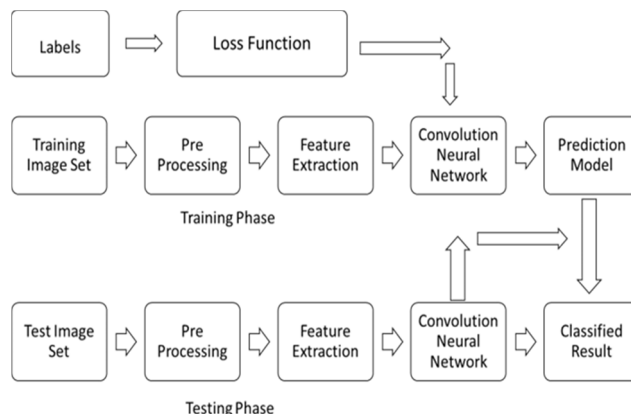 Labels
Loss Function
Training
Image Set
Pre
Processing
Feature
Extraction
Convolution
Neural
Network
Prediction
Model
Training Phase
Test Image
Set
Pre
Processing
Feature
Extraction
Convolution
Neural
Network
Classified
Result
Testing Phase